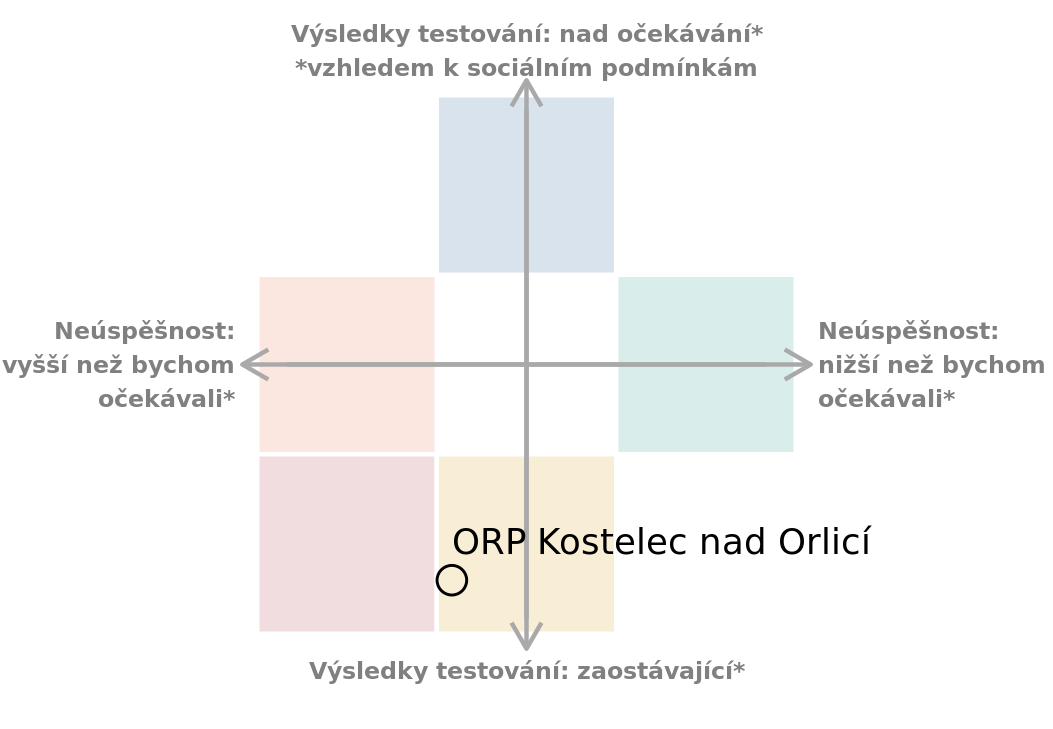 Výsledky testování: nad očekávání*
*vzhledem k sociálním podmínkám
Neúspěšnost:
vyšší než bychom
očekávali*
Neúspěšnost:
nižší než bychom
očekávali*
ORP Kostelec nad Orlicí
Výsledky testování: zaostávající*